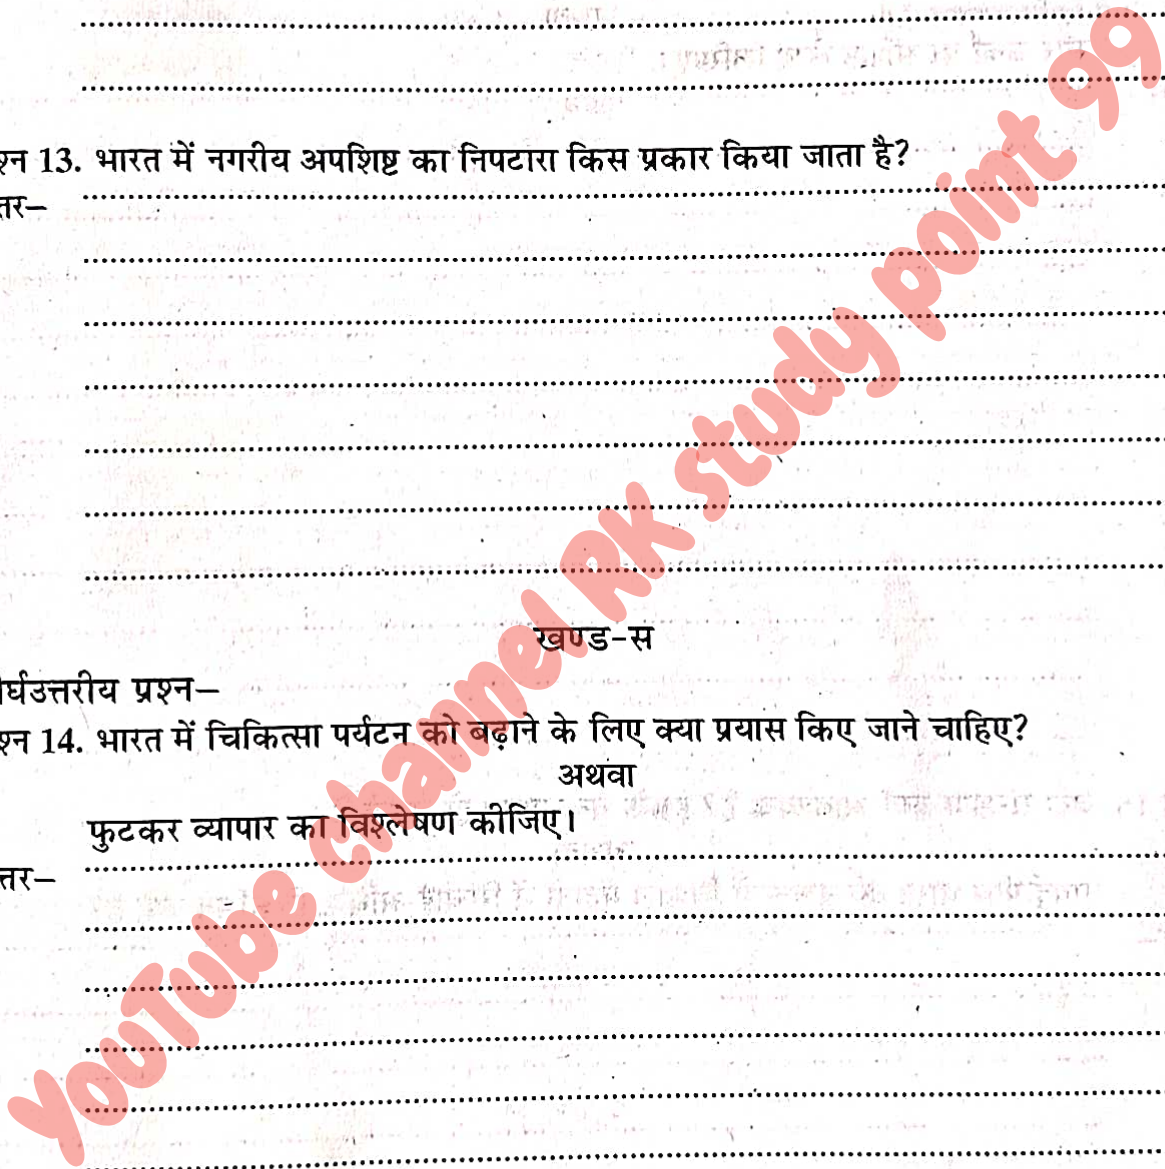 श्न 13. भारत में नगरीय अपशिष्ट का निपटारा किस प्रकार किया जाता है?
त्तर–
खण्ड-स
र्घउत्तरीय प्रश्न–
श्न 14. भारत में चिकित्सा पर्यटन को बढ़ाने के लिए क्या प्रयास किए जाने चाहिए?
अथवा
फुटकर व्यापार का विश्लेषण कीजिए।
त्तर–
YouTube channel RK study point 99